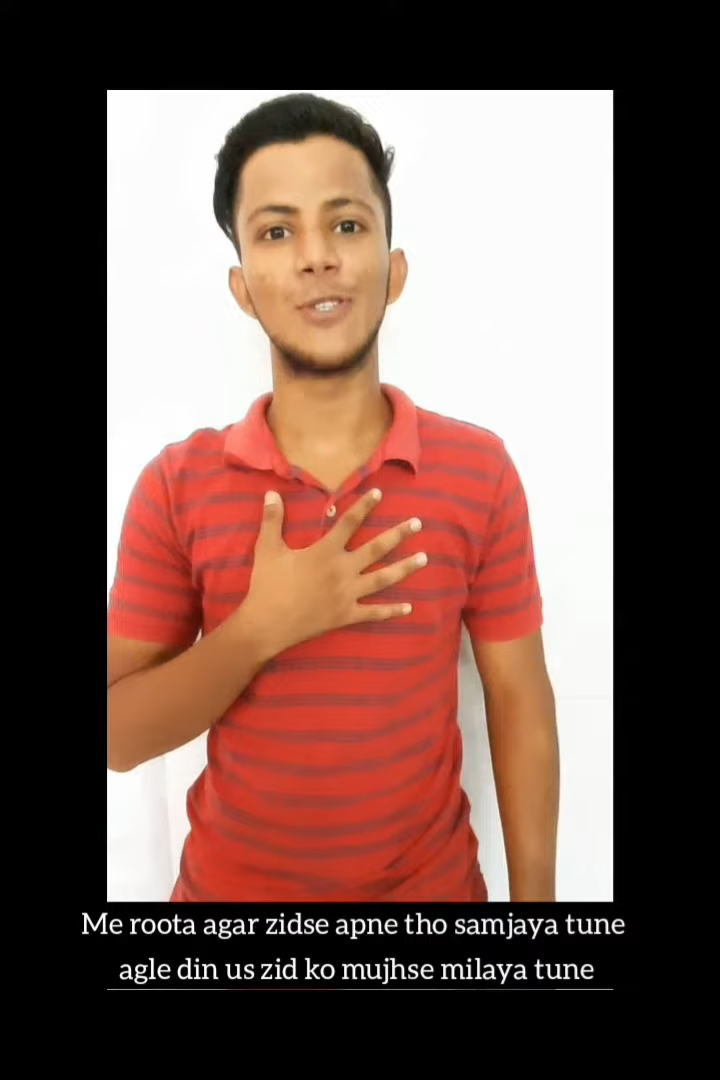 Me roota agar zidse apne tho samjaya tune
agle din us zid ko mujhse milaya tune